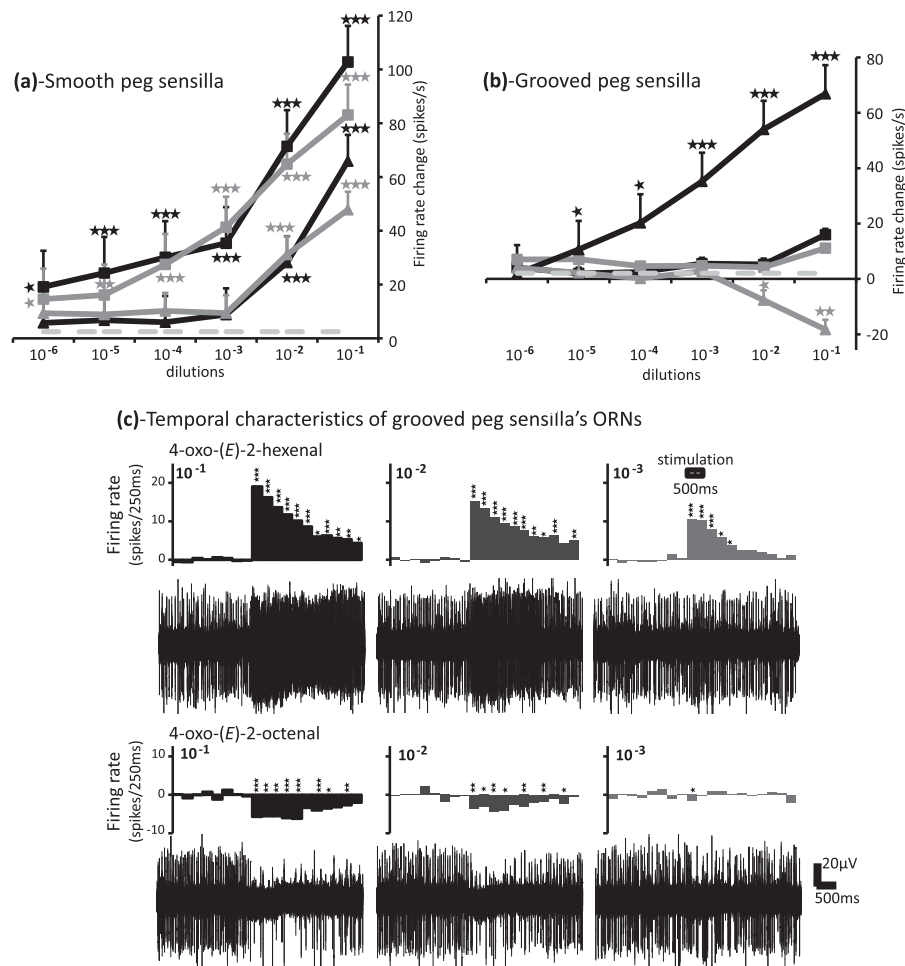 (a)-Smooth peg sensilla
120
100
80
60
40
20
0
Firing rate change (spikes/s)
★ ★★★ ★★★ ★★★ ★★★ ★★★
★ ★★ ★★★ ★★★ ★★★ ★★★
★★★ ★★★
★★★ ★★★
10-6 10-5 10-4 10-3 10-2 10-1
dilutions
(b)-Grooved peg sensilla
80
60
40
20
0
-20
Firing rate change (spikes/s)
★ ★ ★★★ ★★★ ★★★
★ ★★
10-6 10-5 10-4 10-3 10-2 10-1
dilutions
(c)-Temporal characteristics of grooved peg sensilla's ORNs
4-oxo-(E)-2-hexenal
Firing rate
(spikes/250ms)
20
10
0
10-1
10-2
10-3
stimulation
500ms
4-oxo-(E)-2-octenal
Firing rate
(spikes/250ms)
10
0
-10
10-1
10-2
10-3
20µV
500ms